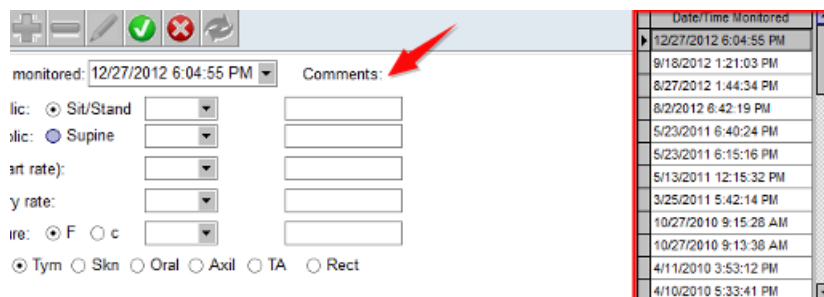 Date/Time Monitored
12/27/2012 6:04:55 PM
monitored: 12/27/2012 6:04:55 PM Comments:
9/18/2012 1:21:03 PM
8/27/2012 1:44:34 PM
lic: Sit/Stand
8/2/2012 6:42:19 PM
olic: Supine
5/23/2011 6:40:24 PM
5/23/2011 6:15:16 PM
art rate):
5/13/2011 12:15:32 PM
y rate:
3/25/2011 5:42:14 PM
10/27/2010 9:15:28 AM
ure: F c
10/27/2010 9:13:38 AM
Tym Skn Oral Axil TA Rect
4/11/2010 3:53:12 PM
4/10/2010 5:33:41 PM